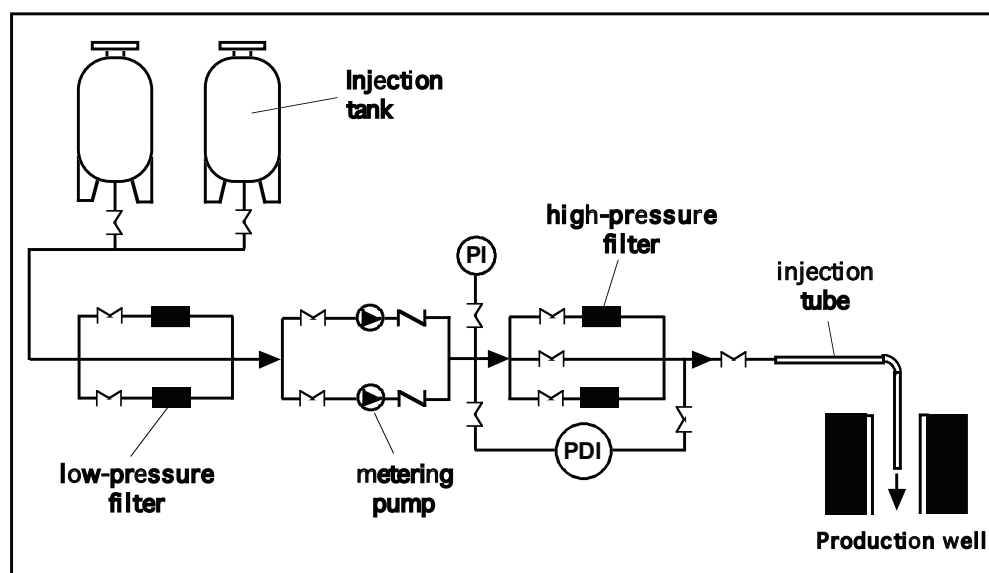 Injection
tank
high-pressure
filter
PI
injection
tube
PDI
low-pressure
filter
metering
pump
Production well